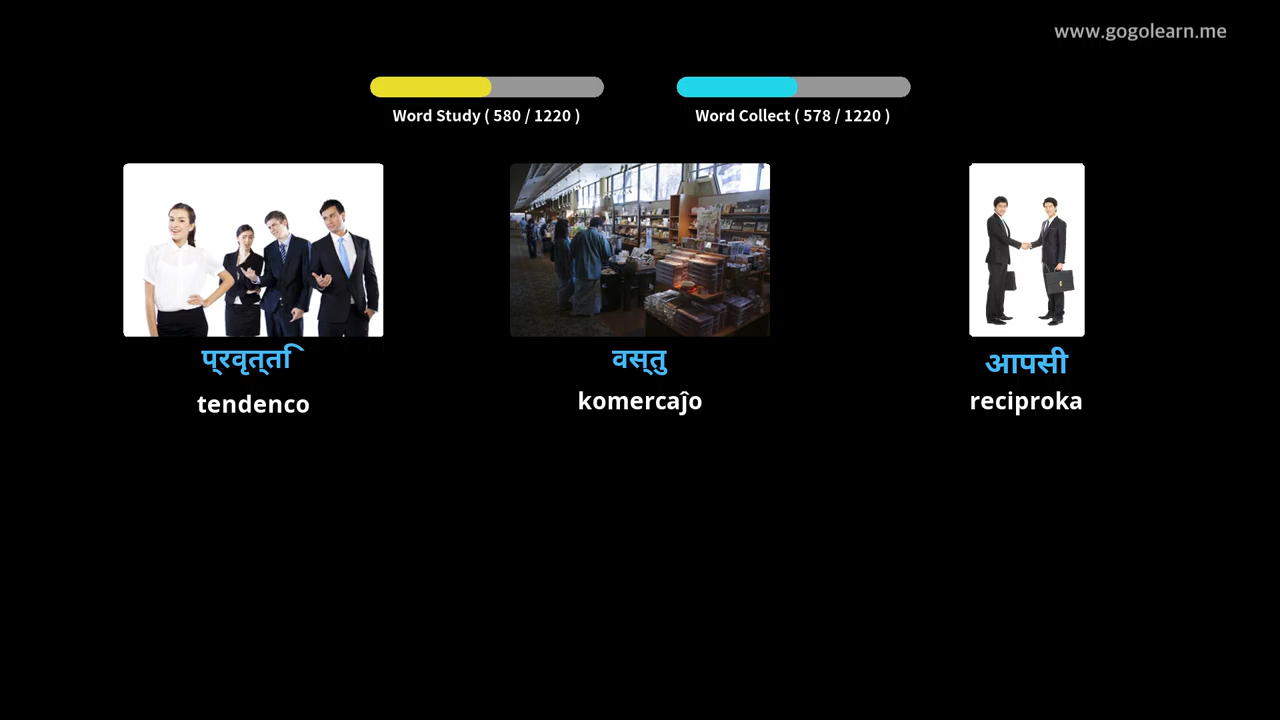 www.gogolearn.me
Word Study ( 580 / 1220 )
Word Collect ( 578 / 1220 )
प्रवृत्ति
वस्तु
आपसी
tendenco
komercaĵo
reciproka